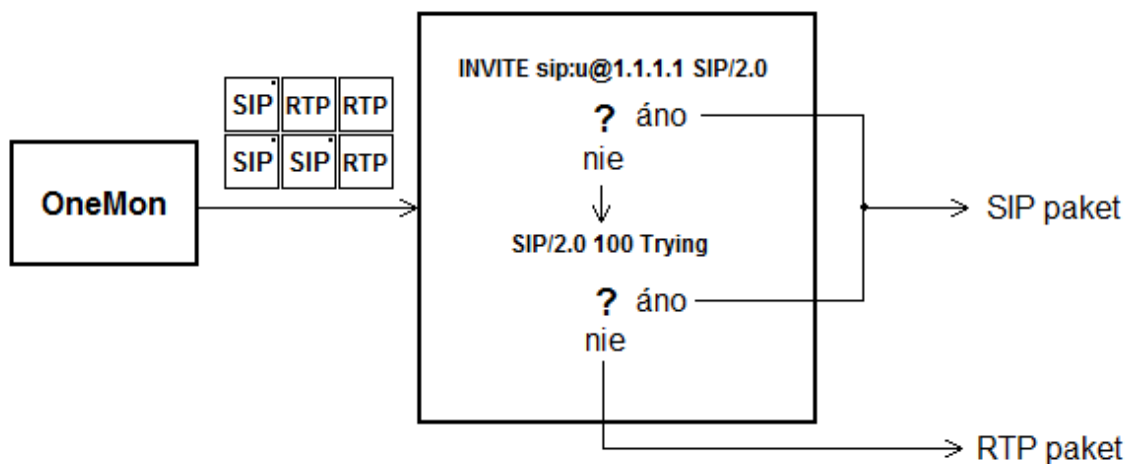 OneMon
SIP RTP RTP
SIP SIP RTP
INVITE sip:u@1.1.1.1 SIP/2.0
? áno
nie
SIP/2.0 100 Trying
? áno
nie
SIP paket
RTP paket